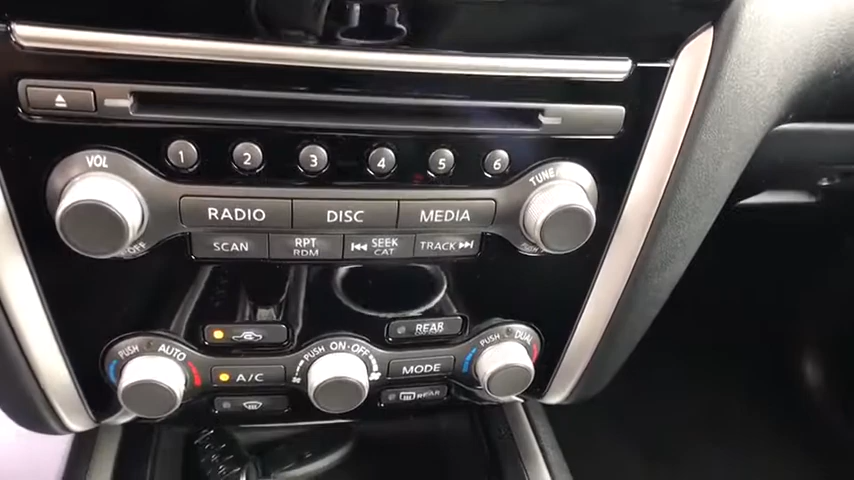 VOL
1 2 3 4 5 6
TUNE
RADIO DISC MEDIA
PUSH
SCAN RPT RDM SEEK CAT TRACK
REAR
ON-OFF
PUSH AUTO
PUSH ON-OFF
PUSH DUAL
A/C
MODE
REAR